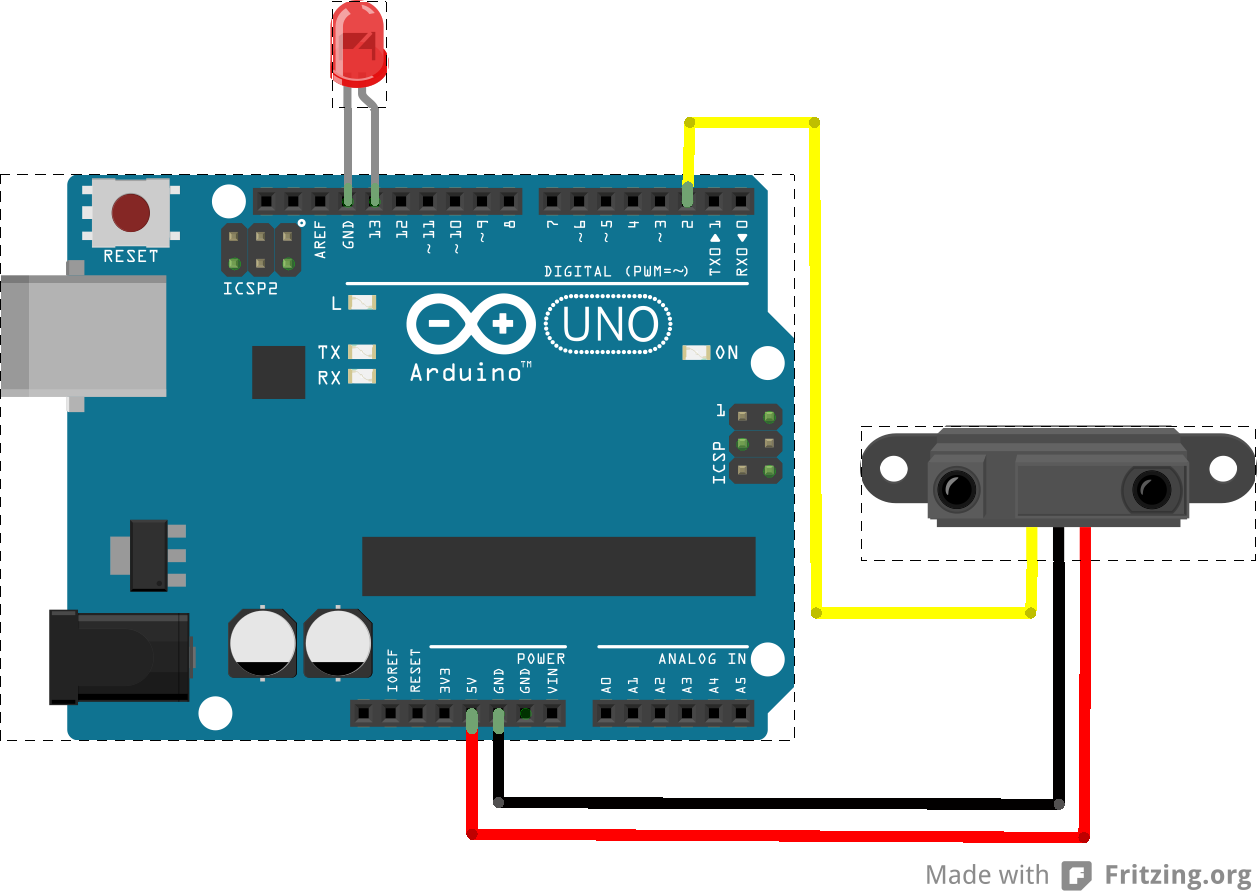 RESET
ICSP2
AREF
GND
13
12
~11
~10
~9
8
7
~6
~5
4
~3
2
TX0▶1
RX0◀0
DIGITAL (PWM=~)
L
TX
RX
UNO
Arduino™
ON
1
ICSP
POWER
ANALOG IN
IOREF
RESET
3V3
5V
GND
GND
VIN
A0
A1
A2
A3
A4
A5
Made with Fritzing.org